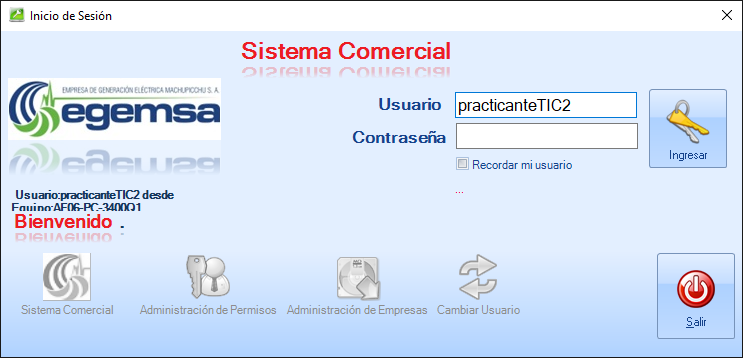 Inicio de Sesión
Sistema Comercial
EMPRESA DE GENERACIÓN ELÉCTRICA MACHUPICCHU S.A.
egemsa
Usuario practicanteTIC2
Contraseña
Recordar mi usuario
...
Ingresar
Usuario:practicanteTIC2 desde
Equipo:AF06-PC-3400Q1
Bienvenido .
Sistema Comercial
Administración de Permisos
Administración de Empresas
Cambiar Usuario
Salir